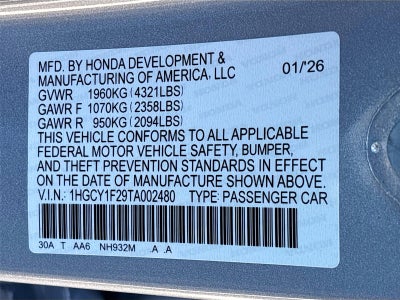 MFD. BY HONDA DEVELOPMENT &
MANUFACTURING OF AMERICA, LLC 01/'26
GVWR 1960KG (4321LBS)
GAWR F 1070KG (2358LBS)
GAWR R 950KG (2094LBS)
THIS VEHICLE CONFORMS TO ALL APPLICABLE
FEDERAL MOTOR VEHICLE SAFETY, BUMPER,
AND THEFT PREVENTION STANDARDS IN EFFECT
ON THE DATE OF MANUFACTURE SHOWN ABOVE.
V.I.N.: 1HGCY1F29TA002480 TYPE: PASSENGER CAR
30A T AA6 NH932M .A .A